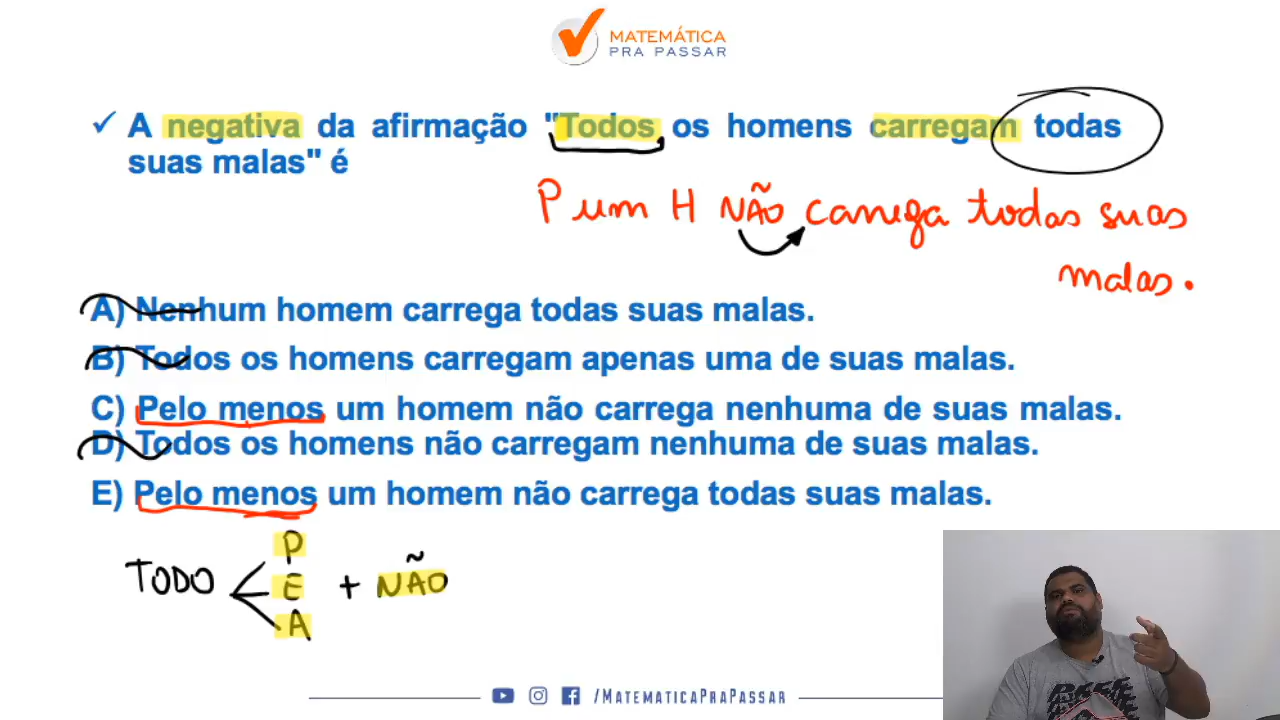 MATEMÁTICA
PRA PASSAR
✓ A negativa da afirmação "Todos os homens carregam todas
suas malas" é
P um H NÃO carrega todas suas
malas.
A) Nenhum homem carrega todas suas malas.
B) Todos os homens carregam apenas uma de suas malas.
C) Pelo menos um homem não carrega nenhuma de suas malas.
D) Todos os homens não carregam nenhuma de suas malas.
E) Pelo menos um homem não carrega todas suas malas.
P
TODO E + NÃO
A
/MATEMATICAPRAPASSAR